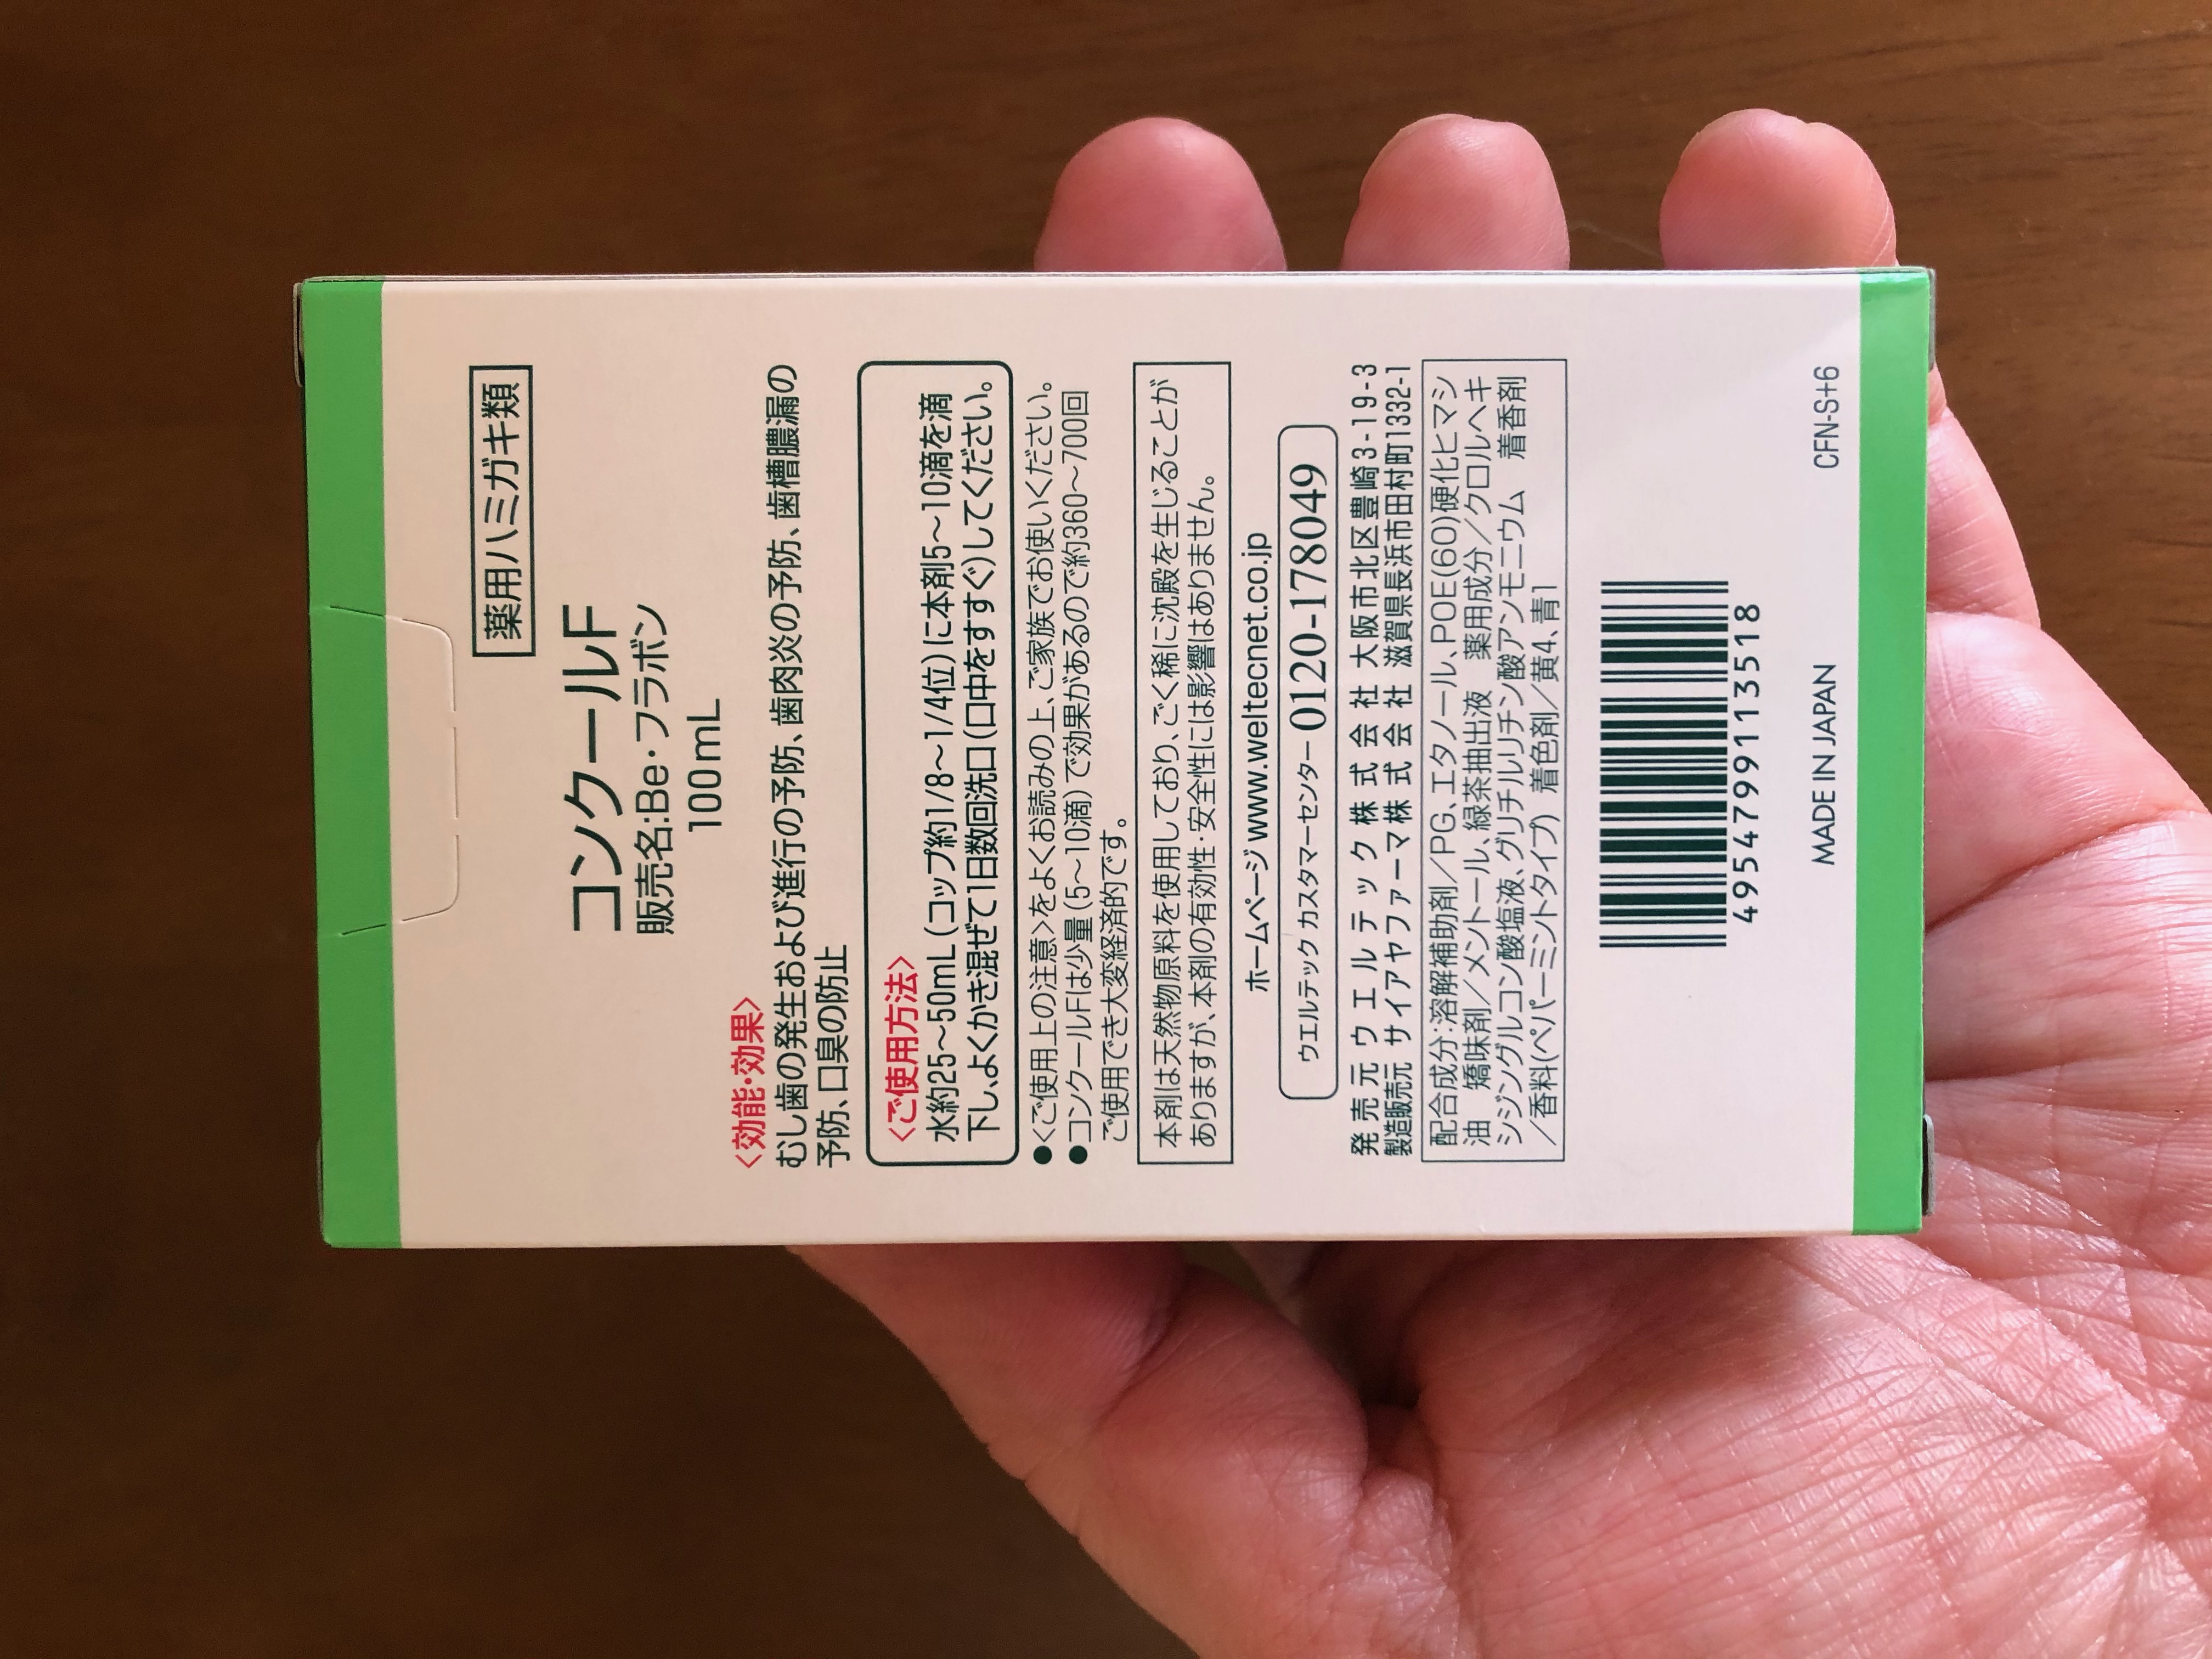 薬用ハミガキ類
コンクールF
販売名:Be・フラボン
100mL
<効能・効果>
むし歯の発生および進行の予防、歯肉炎の予防、歯槽膿漏の
予防、口臭の防止
<ご使用方法>
水約25~50mL(コップ約1/8~1/4位)に本剤5~10滴を滴
下し、よくかき混ぜて1日数回洗口(口中をすすぐ)してください。
●<ご使用上の注意>をよくお読みの上、ご家族でお使いください。
●コンクールFは少量(5~10滴)で効果があるので約360~700回
ご使用でき大変経済的です。
本剤は天然物原料を使用しており、ごく稀に沈殿を生じることが
ありますが、本剤の有効性・安全性には影響はありません。
ホームページ www.weltecnet.co.jp
ウエルテック カスタマーセンター 0120-178049
発売元 ウエルテック株式会社 大阪市北区豊崎3-19-3
製造販売元 サイアヤファーマ株式会社 滋賀県長浜市田村町1332-1
配合成分:溶解補助剤/PG、エタノール、POE(60)硬化ヒマシ
油 矯味剤/メントール、緑茶抽出液 薬用成分/クロルヘキ
シジングルコン酸塩液、グリチルリチン酸アンモニウム 着香剤
/香料(ペパーミントタイプ) 着色剤/黄4、青1
4954799113518
MADE IN JAPAN
CFN-S+6